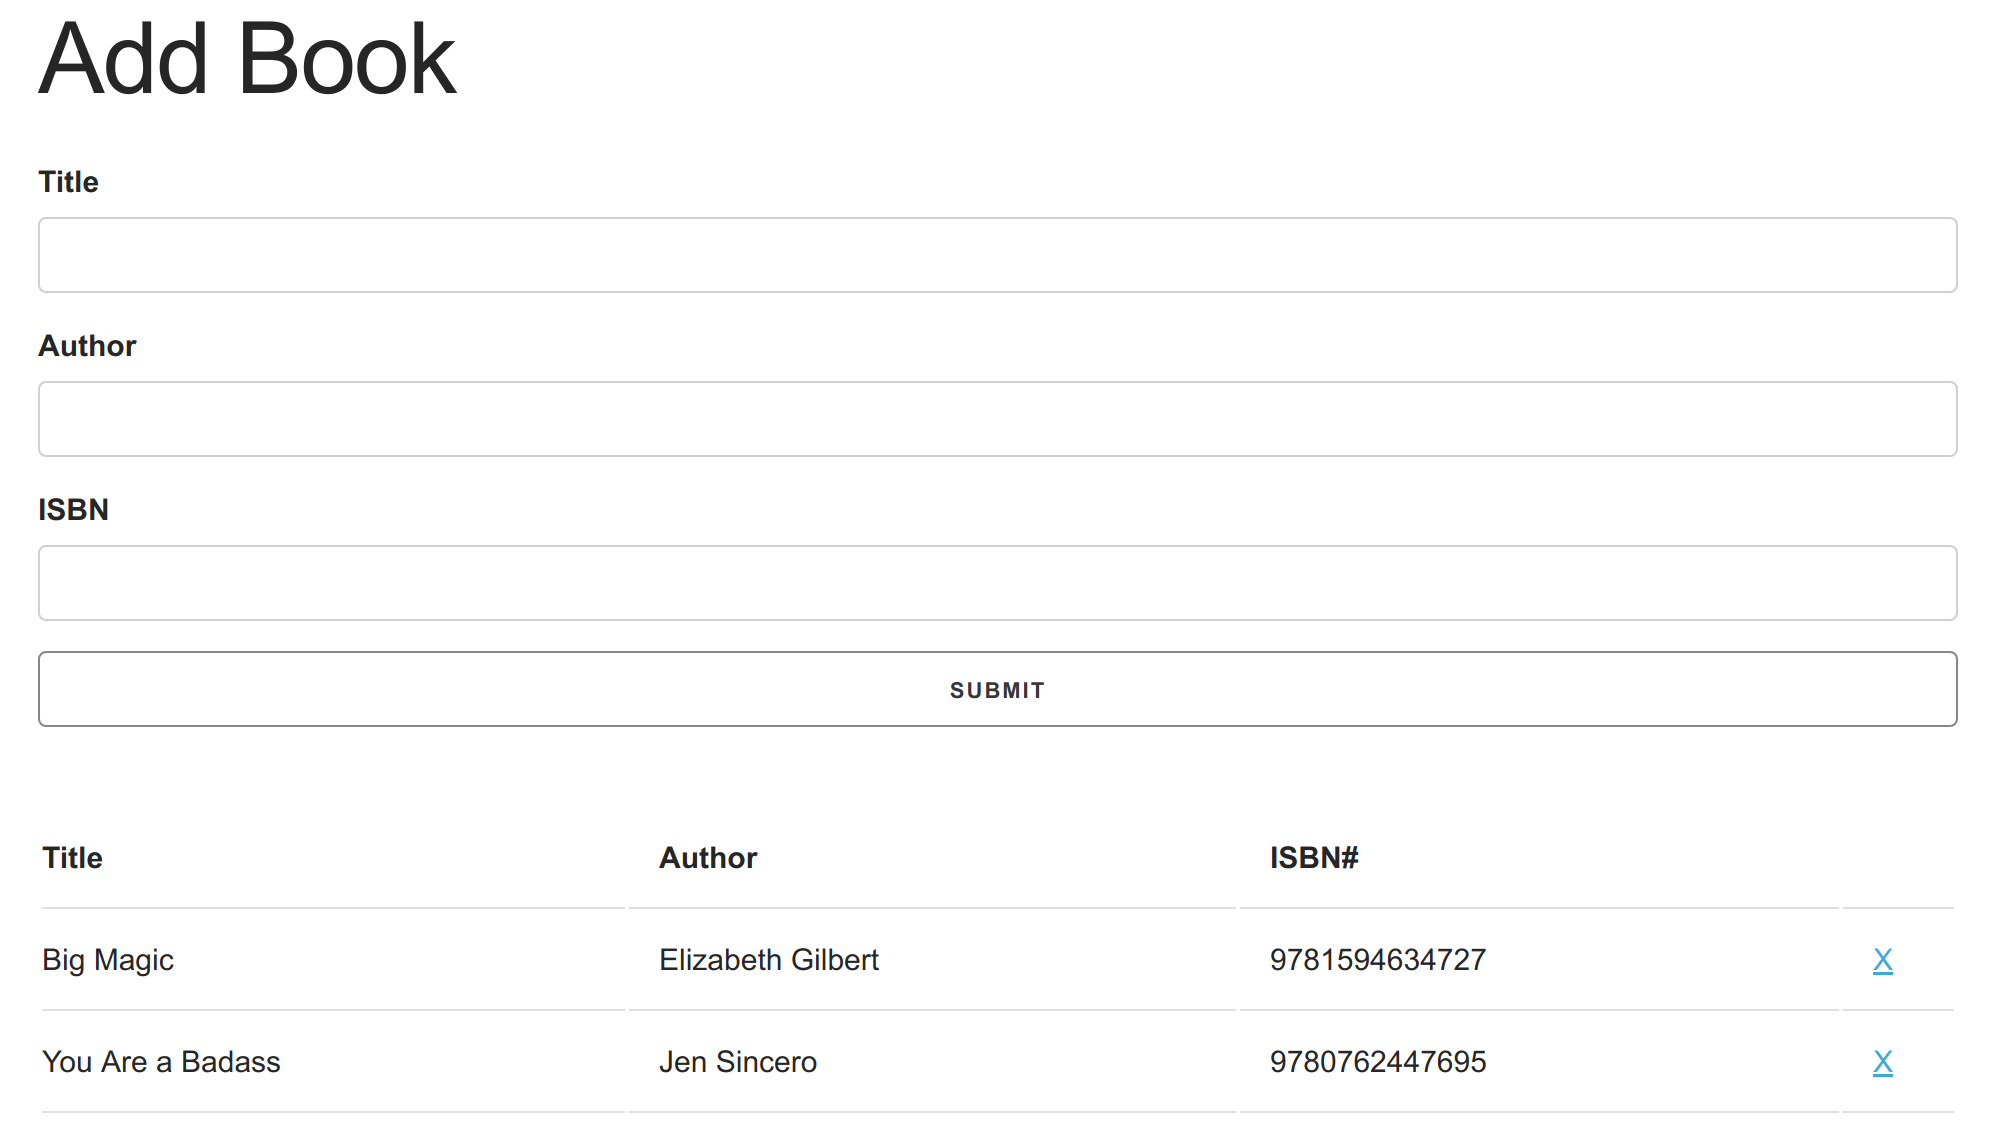 Add Book
Title
Author
ISBN
SUBMIT
Title Author ISBN#
Big Magic Elizabeth Gilbert 9781594634727 X
You Are a Badass Jen Sincero 9780762447695 X